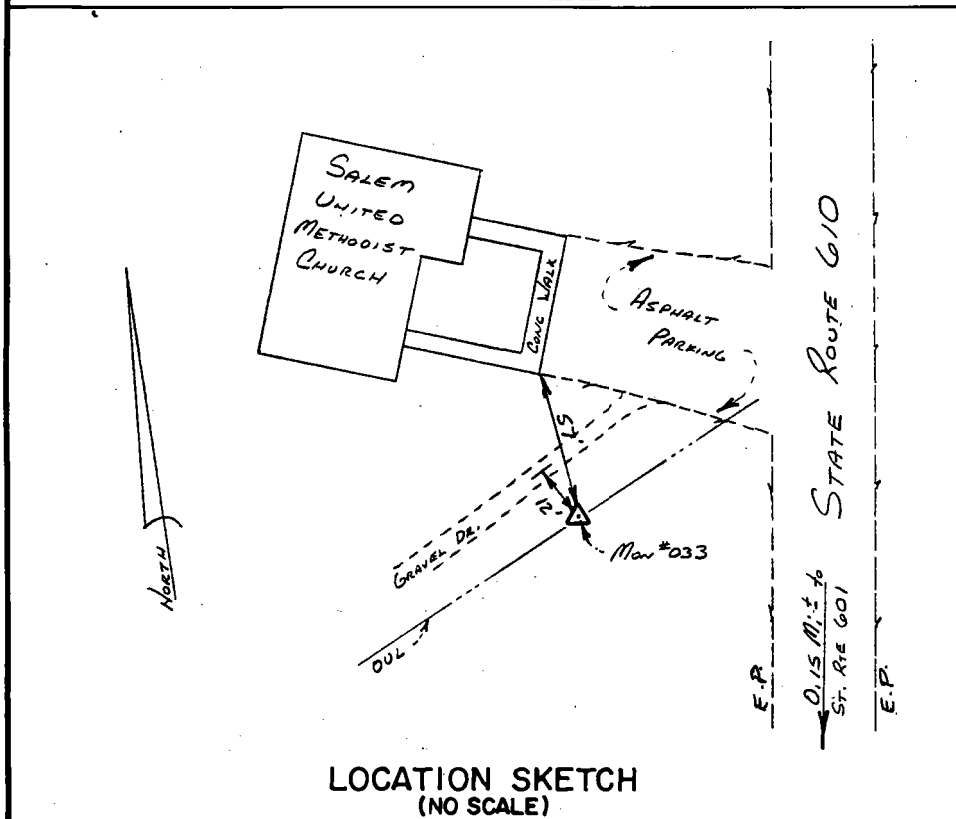 SALEM
UNITED
METHODIST
CHURCH
CONC WALK
ASPHALT
PARKING
STATE ROUTE 610
12'
GRAVEL DR.
MON #033
NORTH
OUL
0.15 Mi± to
ST. RTE 601
E.P.
E.P.
LOCATION SKETCH
(NO SCALE)